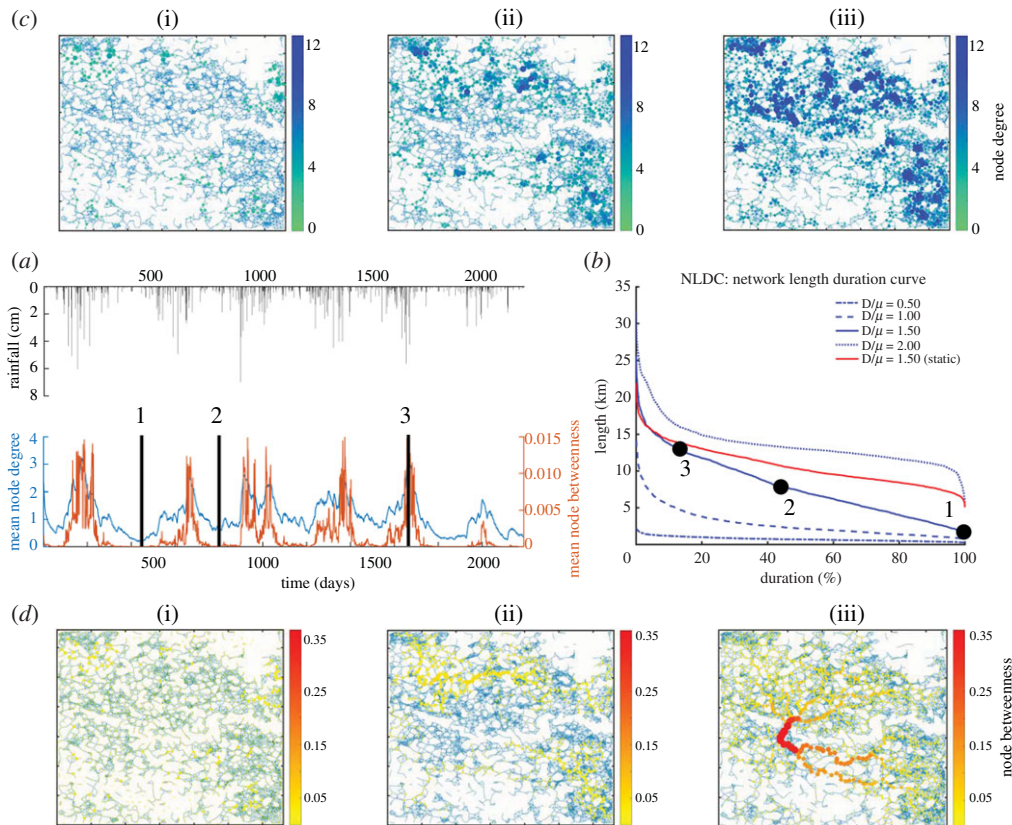 (c)
(i)
(ii)
(iii)
12
8
4
0
12
8
4
0
12
8
4
0
node degree
(a)
500
1000
1500
2000
0
2
4
6
8
rainfall (cm)
1
2
3
4
3
2
1
0
mean node degree
0.015
0.010
0.005
0
mean node betweenness
500
1000
1500
2000
time (days)
(b)
NLDC: network length duration curve
35
30
25
20
15
10
5
0
length (km)
D/μ = 0.50
D/μ = 1.00
D/μ = 1.50
D/μ = 2.00
D/μ = 1.50 (static)
3
2
1
20
40
60
80
100
duration (%)
(d)
(i)
(ii)
(iii)
0.35
0.25
0.15
0.05
0.35
0.25
0.15
0.05
0.35
0.25
0.15
0.05
node betweenness